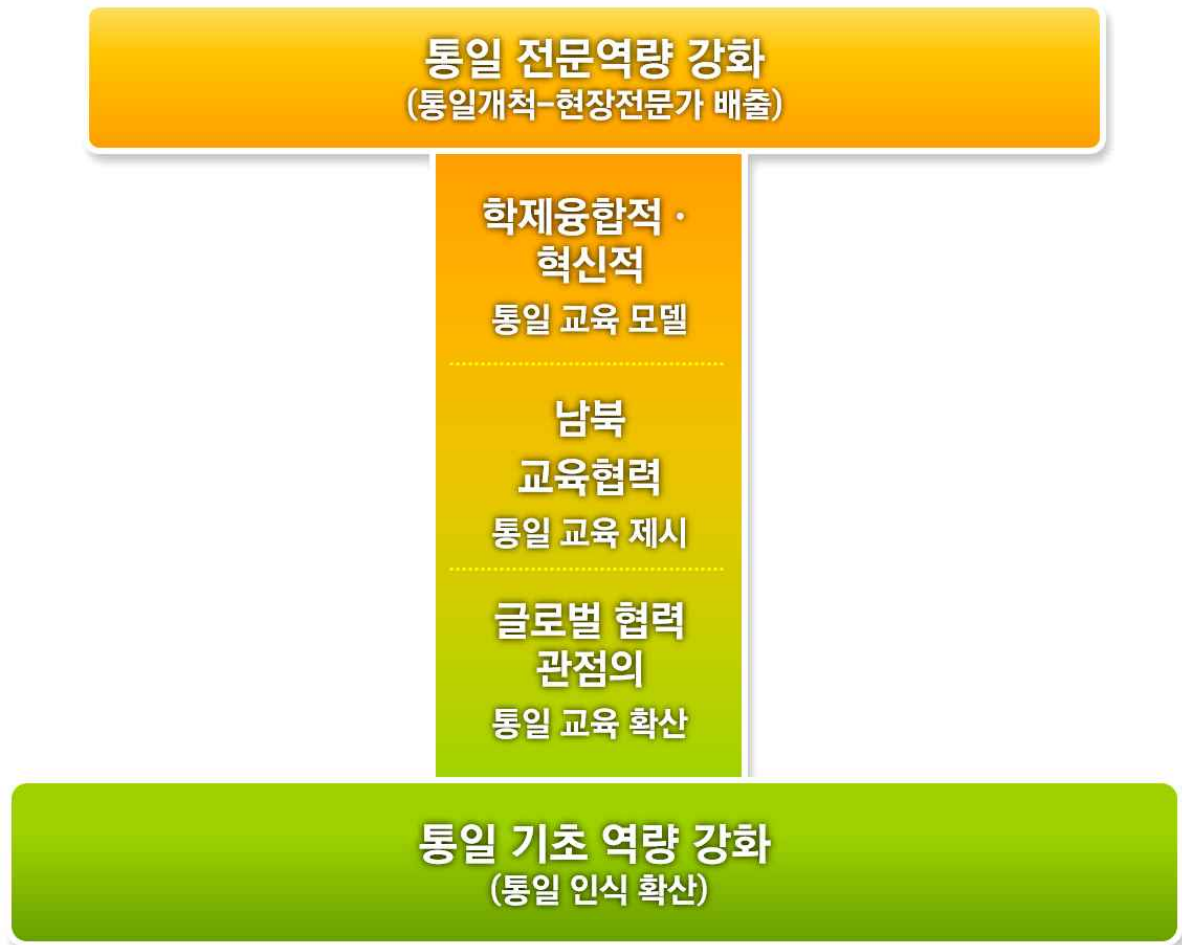 통일 전문역량 강화
(통일개척-현장전문가 배출)
학제융합적·
혁신적
통일 교육 모델
남북
교육협력
통일 교육 제시
글로벌 협력
관점의
통일 교육 확산
통일 기초 역량 강화
(통일 인식 확산)